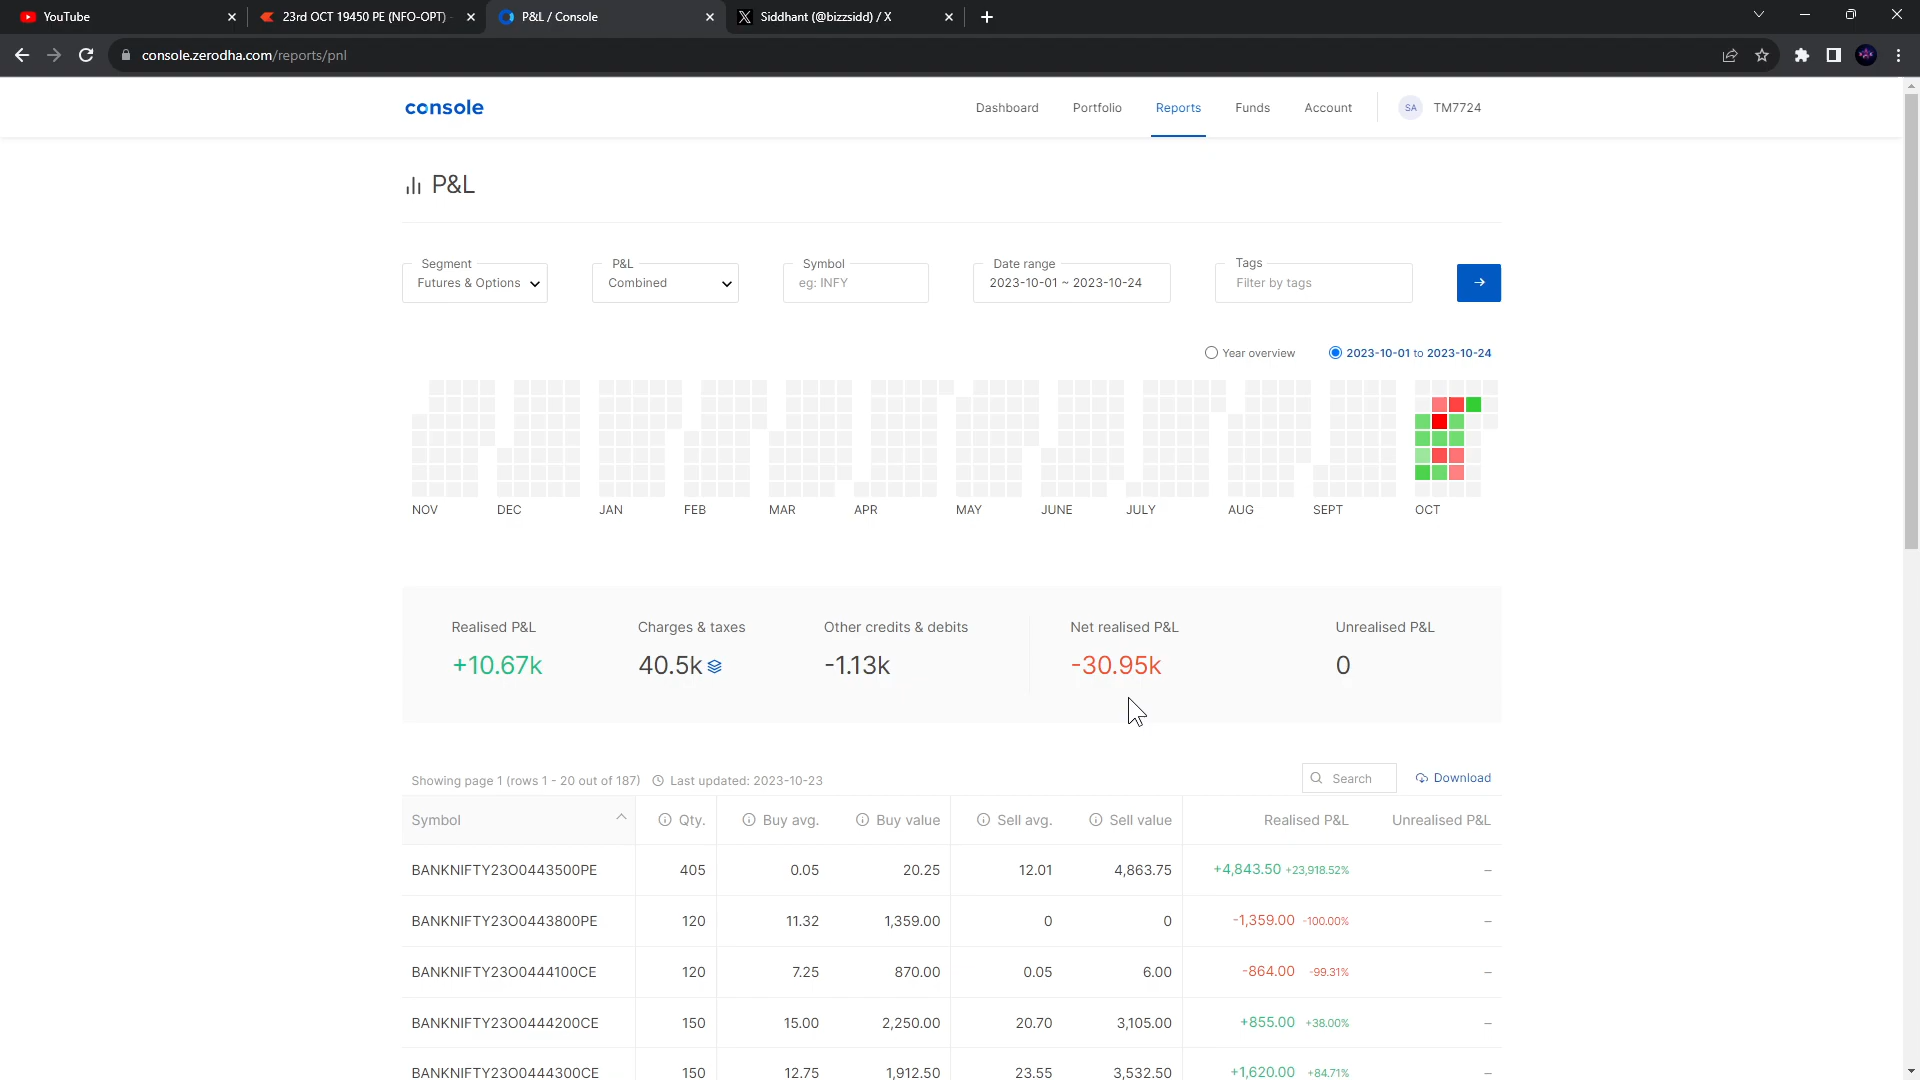 YouTube
23rd OCT 19450 PE (NFO-OPT)
P&L / Console
Siddhant (@bizzsidd) / X
console.zerodha.com/reports/pnl
console
Dashboard
Portfolio
Reports
Funds
Account
SA
TM7724
P&L
Segment
Futures & Options
P&L
Combined
Symbol
eg: INFY
Date range
2023-10-01 ~ 2023-10-24
Tags
Filter by tags
Year overview
2023-10-01 to 2023-10-24
NOV DEC JAN FEB MAR APR MAY JUNE JULY AUG SEPT OCT
Realised P&L
+10.67k
Charges & taxes
40.5k
Other credits & debits
-1.13k
Net realised P&L
-30.95k
Unrealised P&L
0
Showing page 1 (rows 1 - 20 out of 187) Last updated: 2023-10-23
Search
Download
Symbol Qty. Buy avg. Buy value Sell avg. Sell value Realised P&L Unrealised P&L
BANKNIFTY23O0443500PE 405 0.05 20.25 12.01 4,863.75 +4,843.50 +23,918.52% –
BANKNIFTY23O0443800PE 120 11.32 1,359.00 0 0 -1,359.00 -100.00% –
BANKNIFTY23O0444100CE 120 7.25 870.00 0.05 6.00 -864.00 -99.31% –
BANKNIFTY23O0444200CE 150 15.00 2,250.00 20.70 3,105.00 +855.00 +38.00% –
BANKNIFTY23O0444300CE 150 12.75 1,912.50 23.55 3,532.50 +1,620.00 +84.71% –